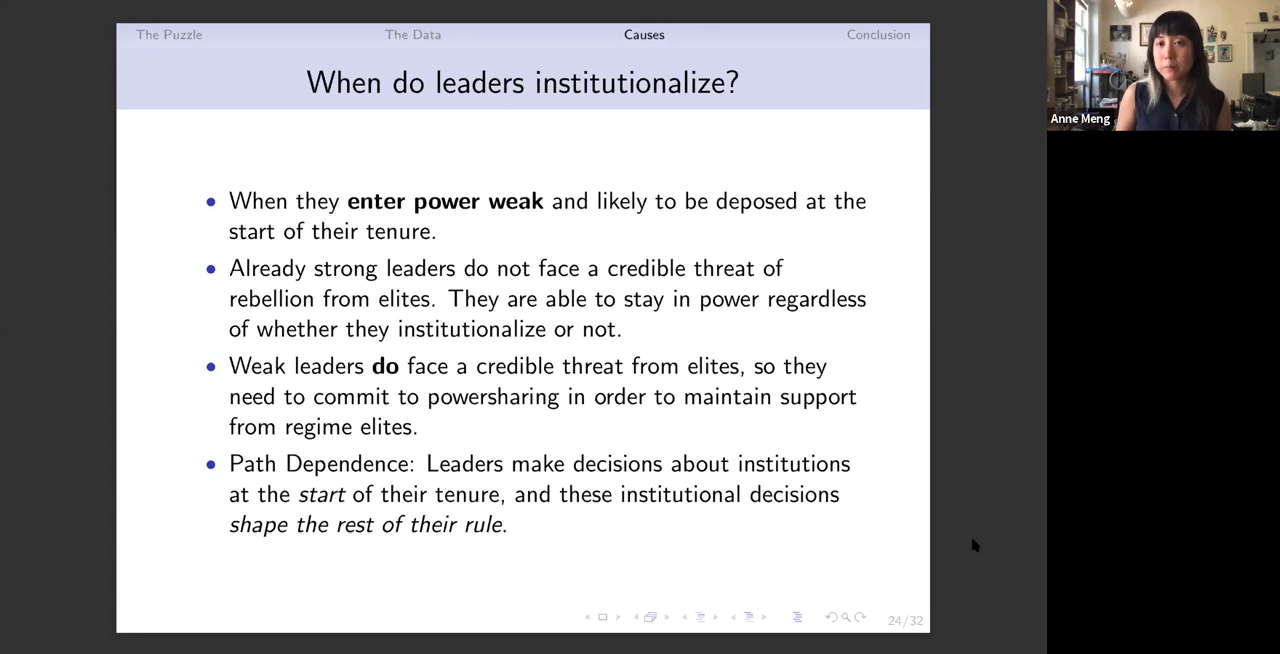 The Puzzle The Data Causes Conclusion
When do leaders institutionalize?
• When they enter power weak and likely to be deposed at the
start of their tenure.
• Already strong leaders do not face a credible threat of
rebellion from elites. They are able to stay in power regardless
of whether they institutionalize or not.
• Weak leaders do face a credible threat from elites, so they
need to commit to powersharing in order to maintain support
from regime elites.
• Path Dependence: Leaders make decisions about institutions
at the start of their tenure, and these institutional decisions
shape the rest of their rule.
24/32
Anne Meng